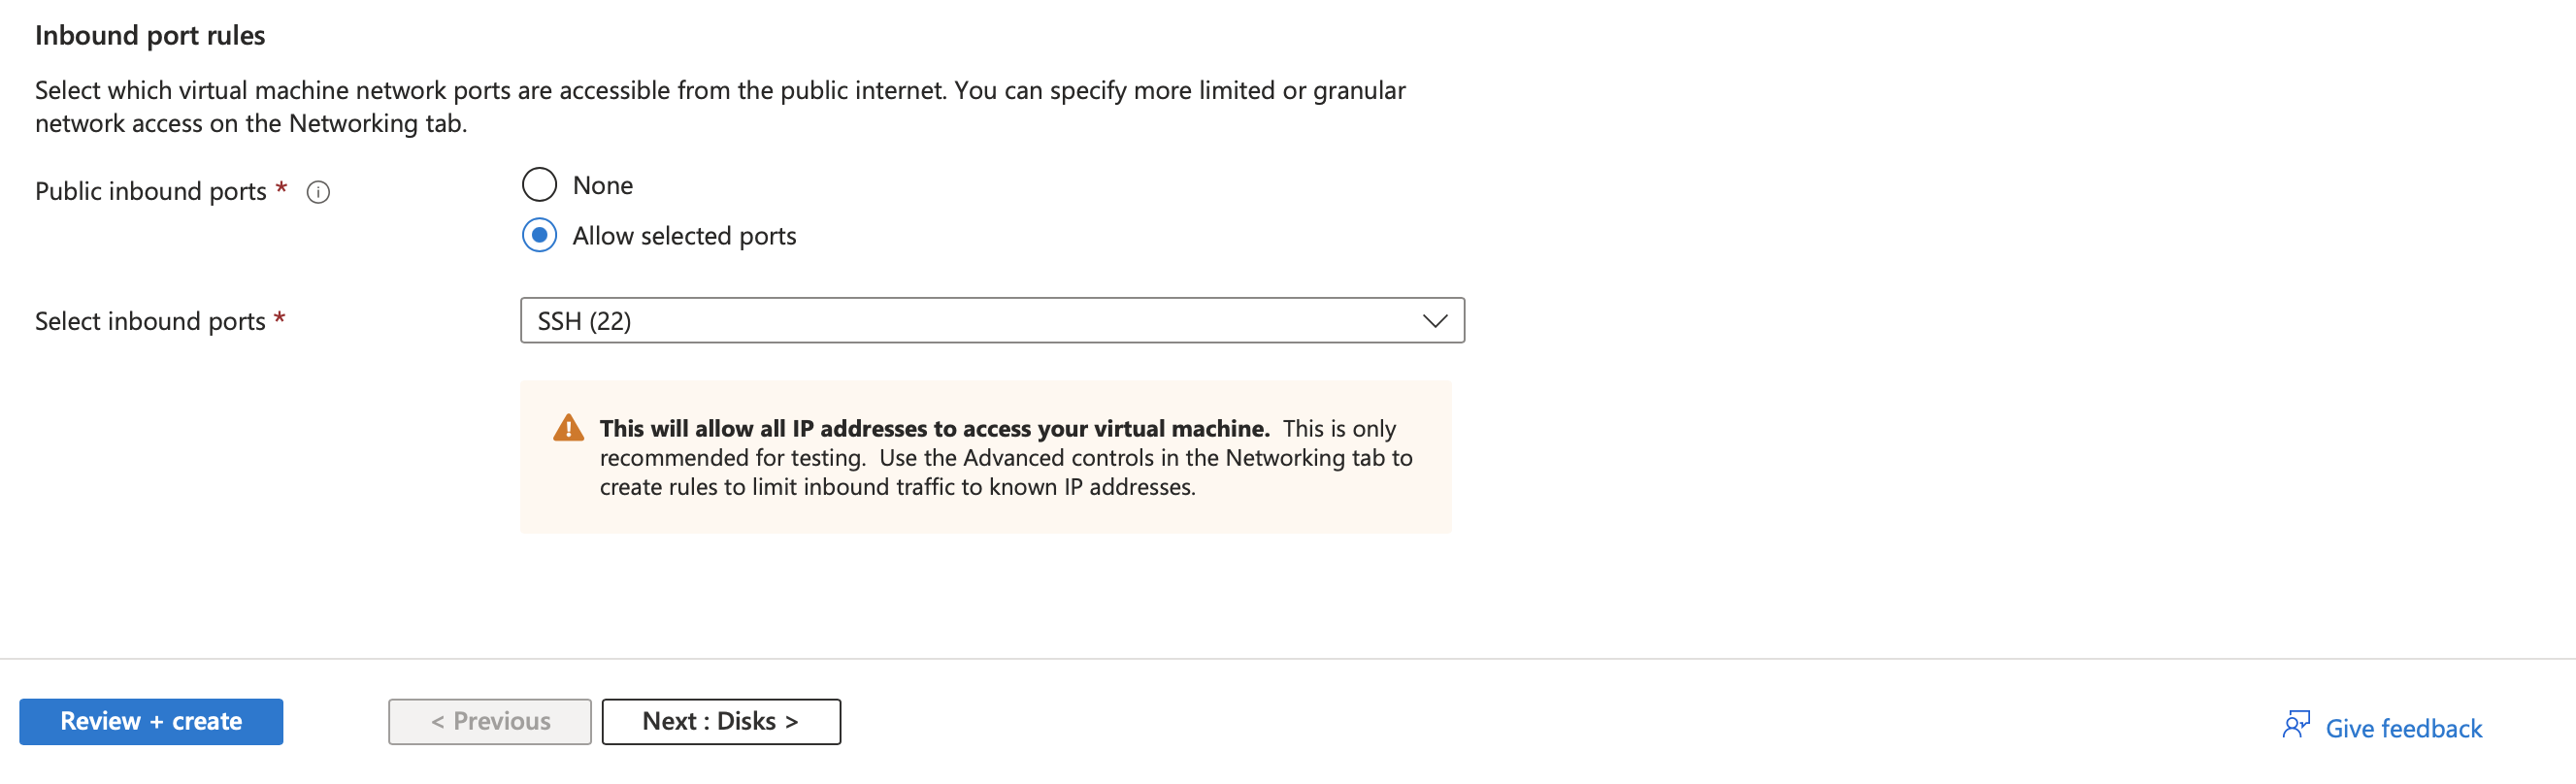 Inbound port rules
Select which virtual machine network ports are accessible from the public internet. You can specify more limited or granular
network access on the Networking tab.
Public inbound ports *
None
Allow selected ports
Select inbound ports *
SSH (22)
This will allow all IP addresses to access your virtual machine. This is only
recommended for testing. Use the Advanced controls in the Networking tab to
create rules to limit inbound traffic to known IP addresses.
Review + create
< Previous
Next : Disks >
Give feedback